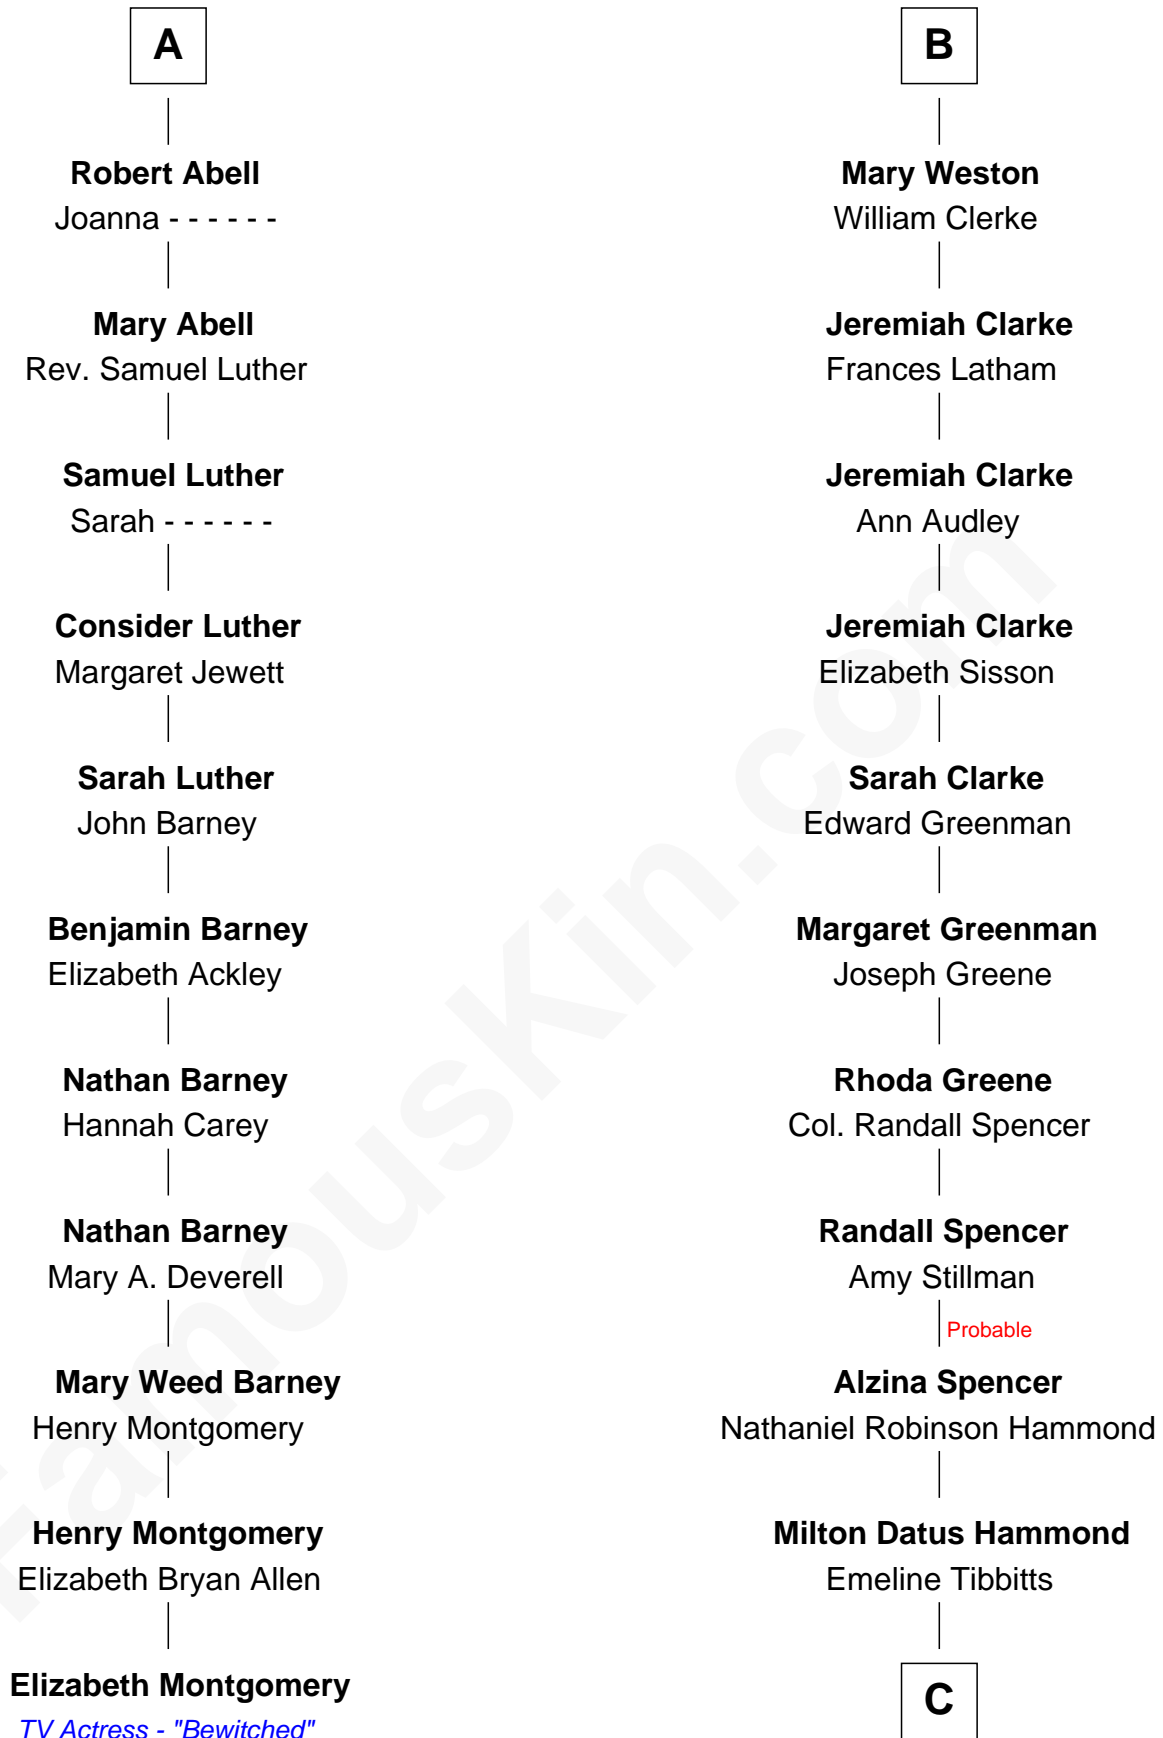 A
Robert Abell
Joanna - - - - - -
Mary Abell
Rev. Samuel Luther
Samuel Luther
Sarah - - - - - -
Consider Luther
Margaret Jewett
Sarah Luther
John Barney
Benjamin Barney
Elizabeth Ackley
Nathan Barney
Hannah Carey
Nathan Barney
Mary A. Deverell
Mary Weed Barney
Henry Montgomery
Henry Montgomery
Elizabeth Bryan Allen
Elizabeth Montgomery
TV Actress - "Bewitched"
B
Mary Weston
William Clerke
Jeremiah Clarke
Frances Latham
Jeremiah Clarke
Ann Audley
Jeremiah Clarke
Elizabeth Sisson
Sarah Clarke
Edward Greenman
Margaret Greenman
Joseph Greene
Rhoda Greene
Col. Randall Spencer
Randall Spencer
Amy Stillman
Probable
Alzina Spencer
Nathaniel Robinson Hammond
Milton Datus Hammond
Emeline Tibbitts
C
FamousKin.com